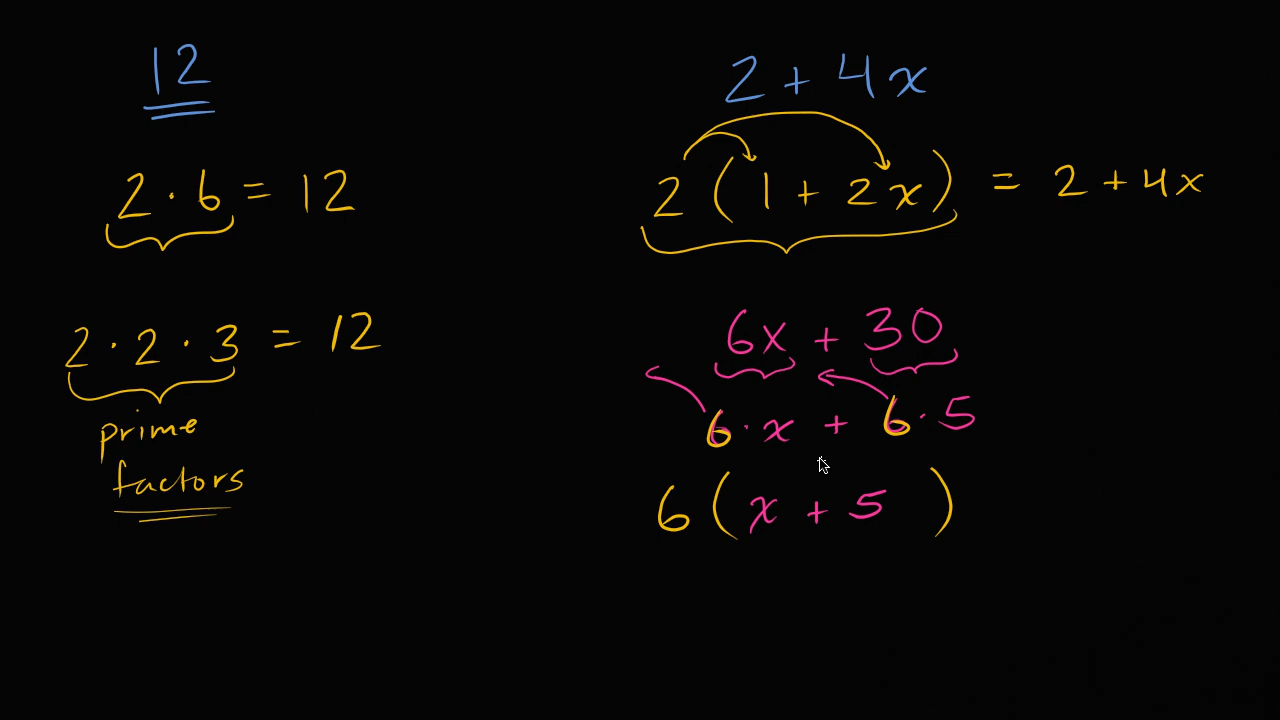 12
2 · 6 = 12
2 · 2 · 3 = 12
prime
factors
2 + 4x
2 (1 + 2x) = 2 + 4x
6x + 30
6 · x + 6 · 5
6 (x + 5)